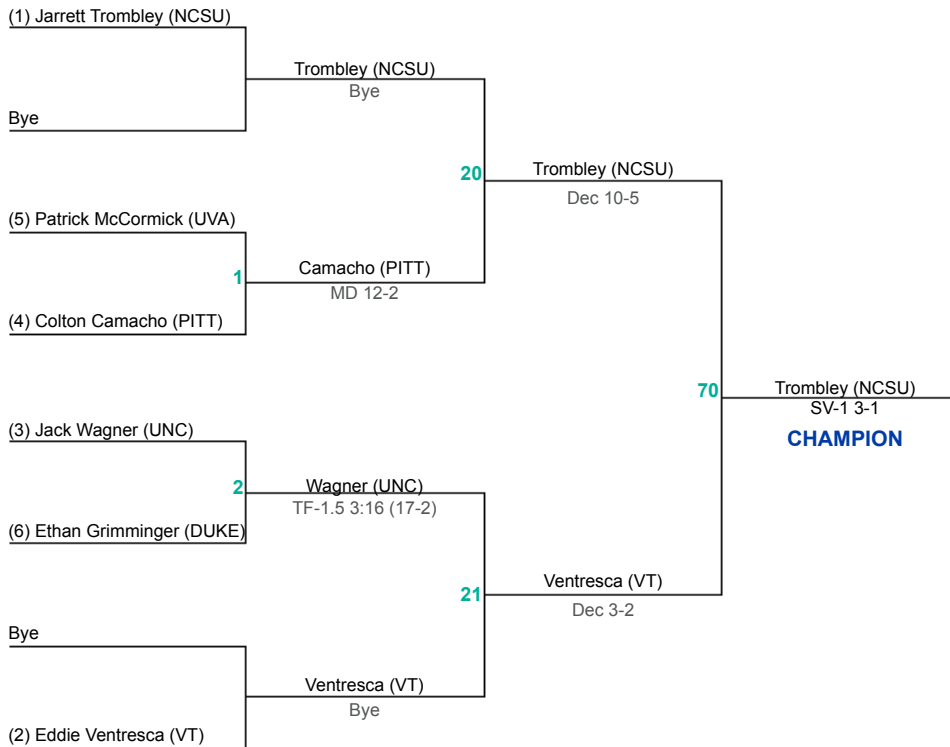 (1) Jarrett Trombley (NCSU)
Trombley (NCSU)
Bye
Bye
20
Trombley (NCSU)
Dec 10-5
(5) Patrick McCormick (UVA)
1
Camacho (PITT)
MD 12-2
(4) Colton Camacho (PITT)
70
Trombley (NCSU)
SV-1 3-1
CHAMPION
(3) Jack Wagner (UNC)
2
Wagner (UNC)
TF-1.5 3:16 (17-2)
(6) Ethan Grimminger (DUKE)
21
Ventresca (VT)
Dec 3-2
Bye
Ventresca (VT)
Bye
(2) Eddie Ventresca (VT)